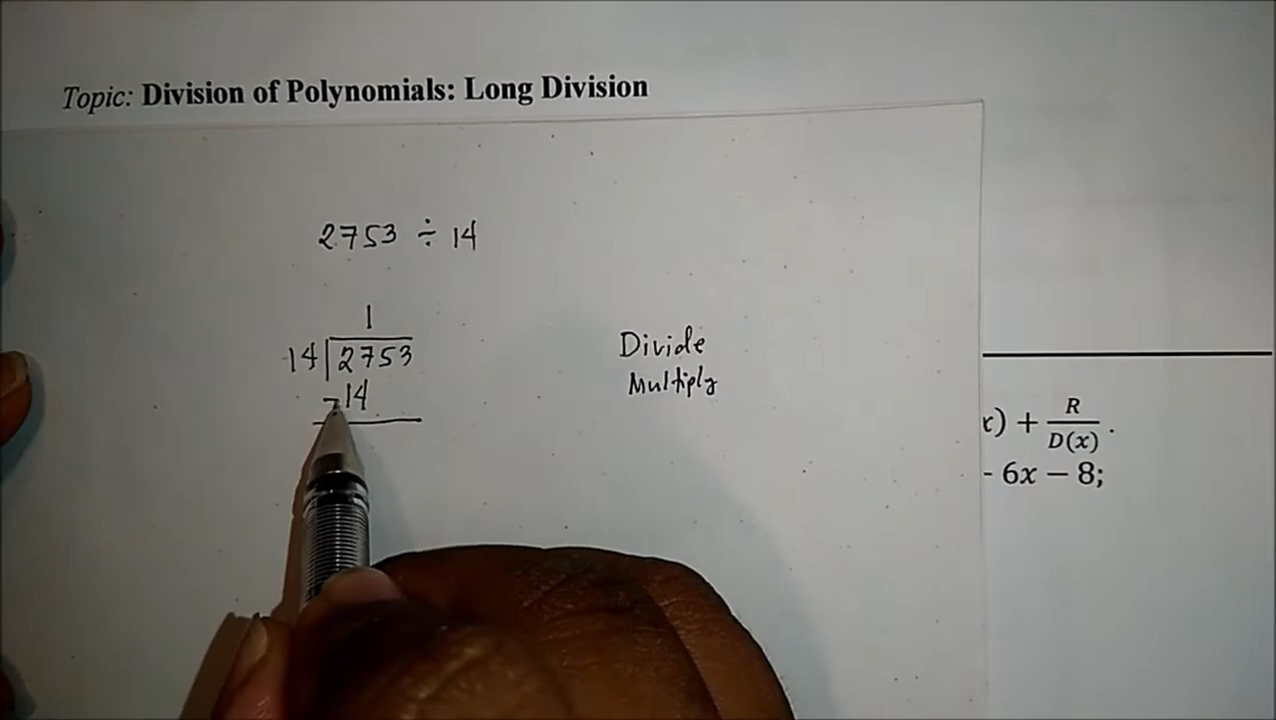 Topic: Division of Polynomials: Long Division
2753 ÷ 14
1
14 2753
-14
Divide
Multiply
x) + R/D(x) .
- 6x − 8;